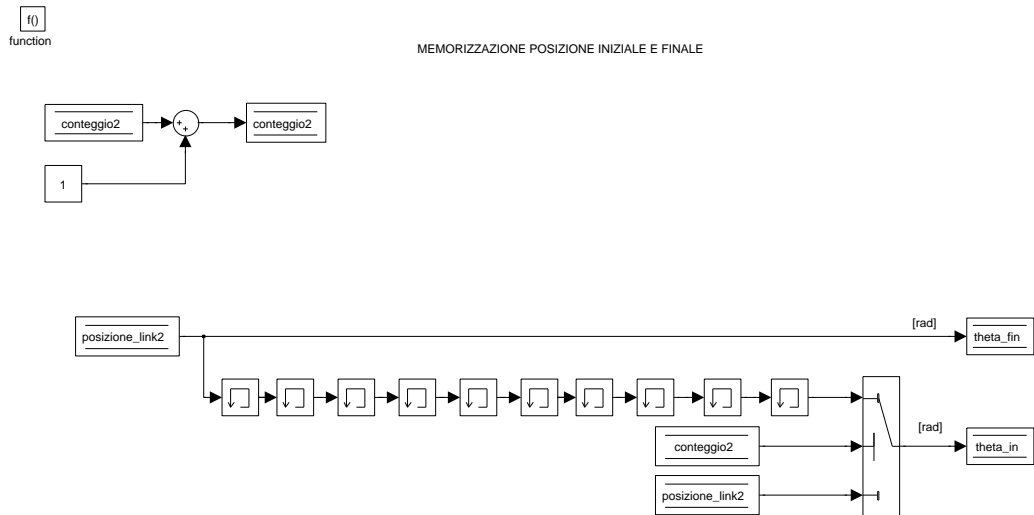 f()
function
MEMORIZZAZIONE POSIZIONE INIZIALE E FINALE
conteggio2
+
+
conteggio2
1
posizione_link2
[rad]
theta_fin
conteggio2
[rad]
theta_in
posizione_link2